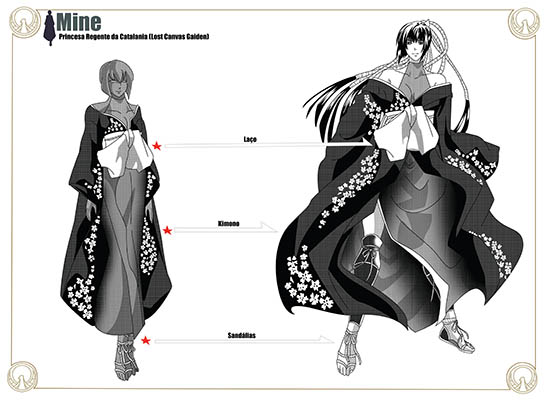 Mine
Princesa Regente da Catalania (Lost Canvas Gaiden)
Laço
Kimono
Sandálias